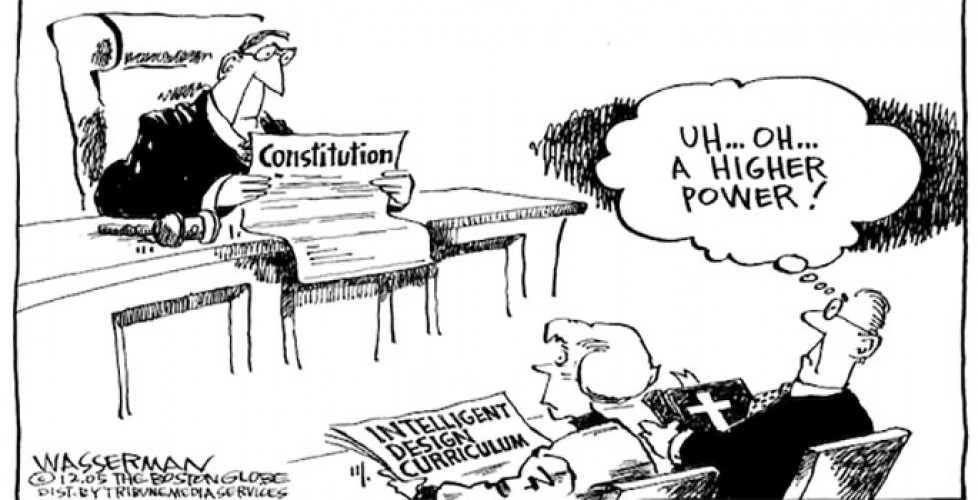 Constitution
UH... OH...
A HIGHER
POWER!
INTELLIGENT
DESIGN
CURRICULUM
WASSERMAN
© 12.05 THE BOSTON GLOBE
DIST. BY TRIBUNE MEDIA SERVICES